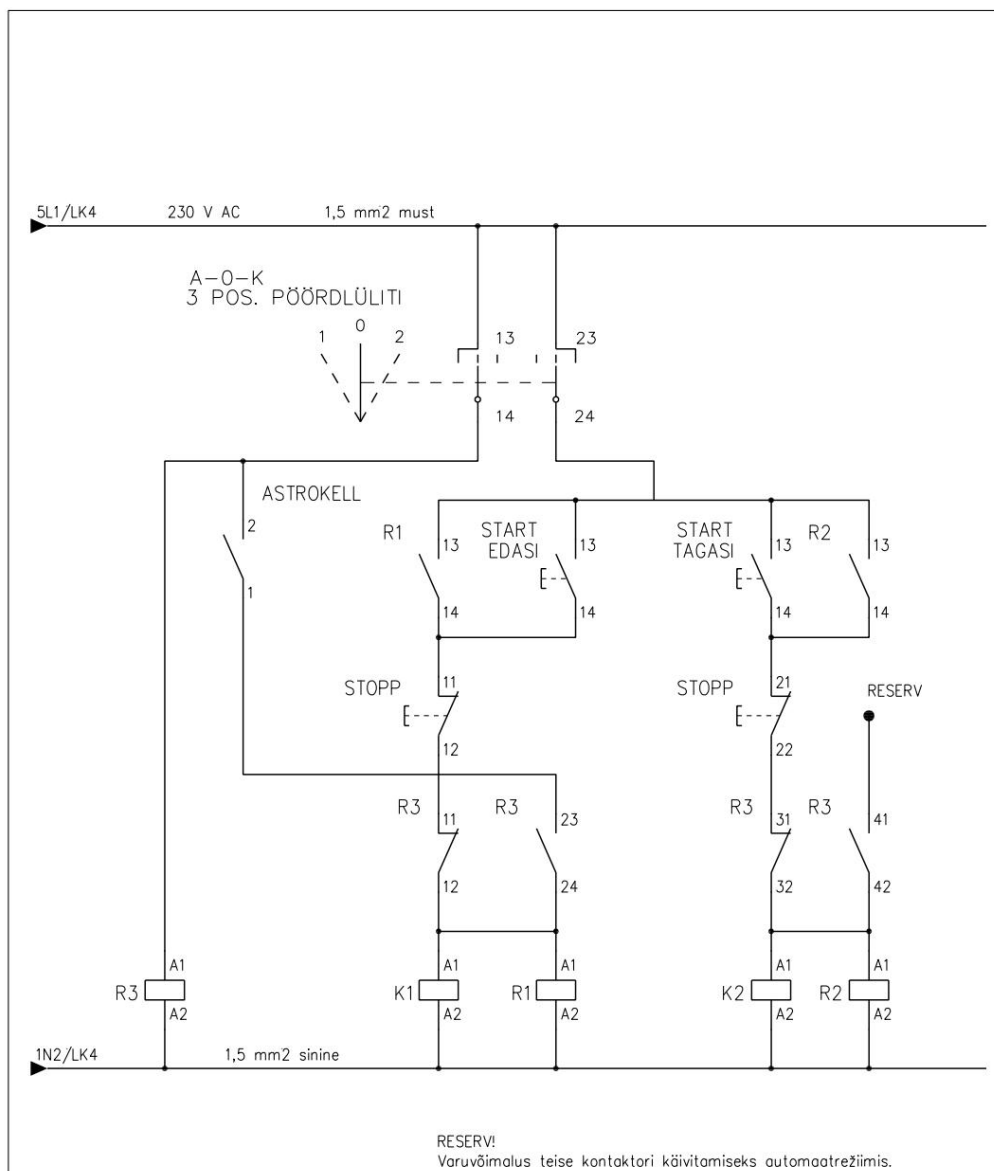 5L1/LK4 230 V AC 1,5 mm2 must
A-0-K
3 POS. PÖÖRDLÜLITI
0
1 2
13 23
14 24
ASTROKELL
2
1
R1 13
14
START
EDASI
13
14
START
TAGASI
13
14
R2 13
14
STOPP 11
12
STOPP 21
22
RESERV
R3 11
12
R3 23
24
R3 31
32
R3 41
42
A1
R3
A2
A1
K1
A2
A1
R1
A2
A1
K2
A2
A1
R2
A2
1N2/LK4 1,5 mm2 sinine
RESERV!
Varuvõimalus teise kontaktori käivitamiseks automaatrežiimis.